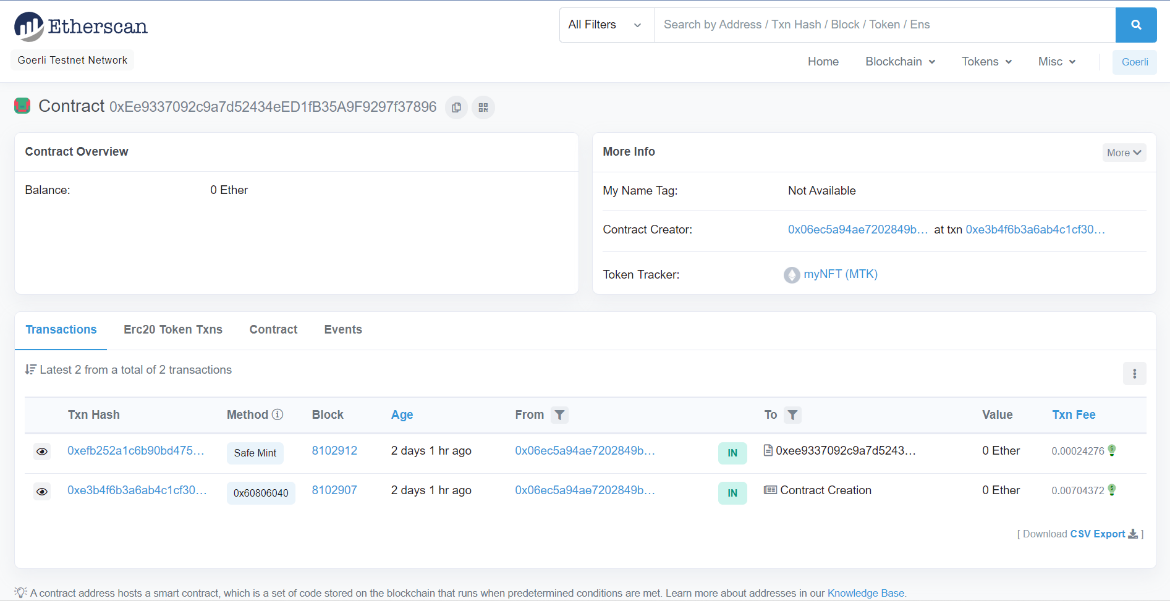 Etherscan
All Filters
Search by Address / Txn Hash / Block / Token / Ens
Goerli Testnet Network
Home Blockchain Tokens Misc Goerli
Contract 0xEe9337092c9a7d52434eED1fB35A9F9297f37896
Contract Overview
Balance: 0 Ether
More Info
More
My Name Tag: Not Available
Contract Creator: 0x06ec5a94ae7202849b... at txn 0xe3b4f6b3a6ab4c1cf30...
Token Tracker: myNFT (MTK)
Transactions Erc20 Token Txns Contract Events
Latest 2 from a total of 2 transactions
Txn Hash Method Block Age From To Value Txn Fee
0xefb252a1c6b90bd475... Safe Mint 8102912 2 days 1 hr ago 0x06ec5a94ae7202849b... IN 0xee9337092c9a7d5243... 0 Ether 0.00024276
0xe3b4f6b3a6ab4c1cf30... 0x60806040 8102907 2 days 1 hr ago 0x06ec5a94ae7202849b... IN Contract Creation 0 Ether 0.00704372
[ Download CSV Export ]
A contract address hosts a smart contract, which is a set of code stored on the blockchain that runs when predetermined conditions are met. Learn more about addresses in our Knowledge Base.